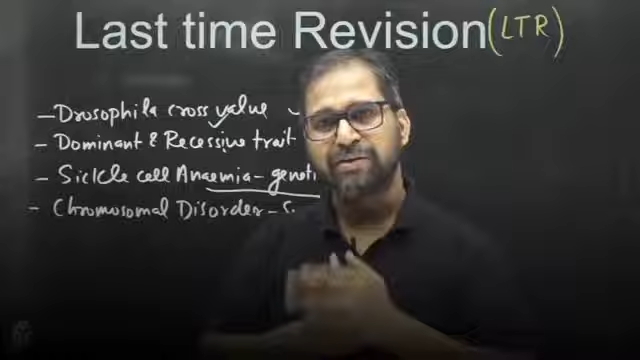 Last time Revision (LTR)
- Drosophila cross value
- Dominant & Recessive trait
- Sickle cell Anaemia - geneti
- Chromosomal Disorder - S.